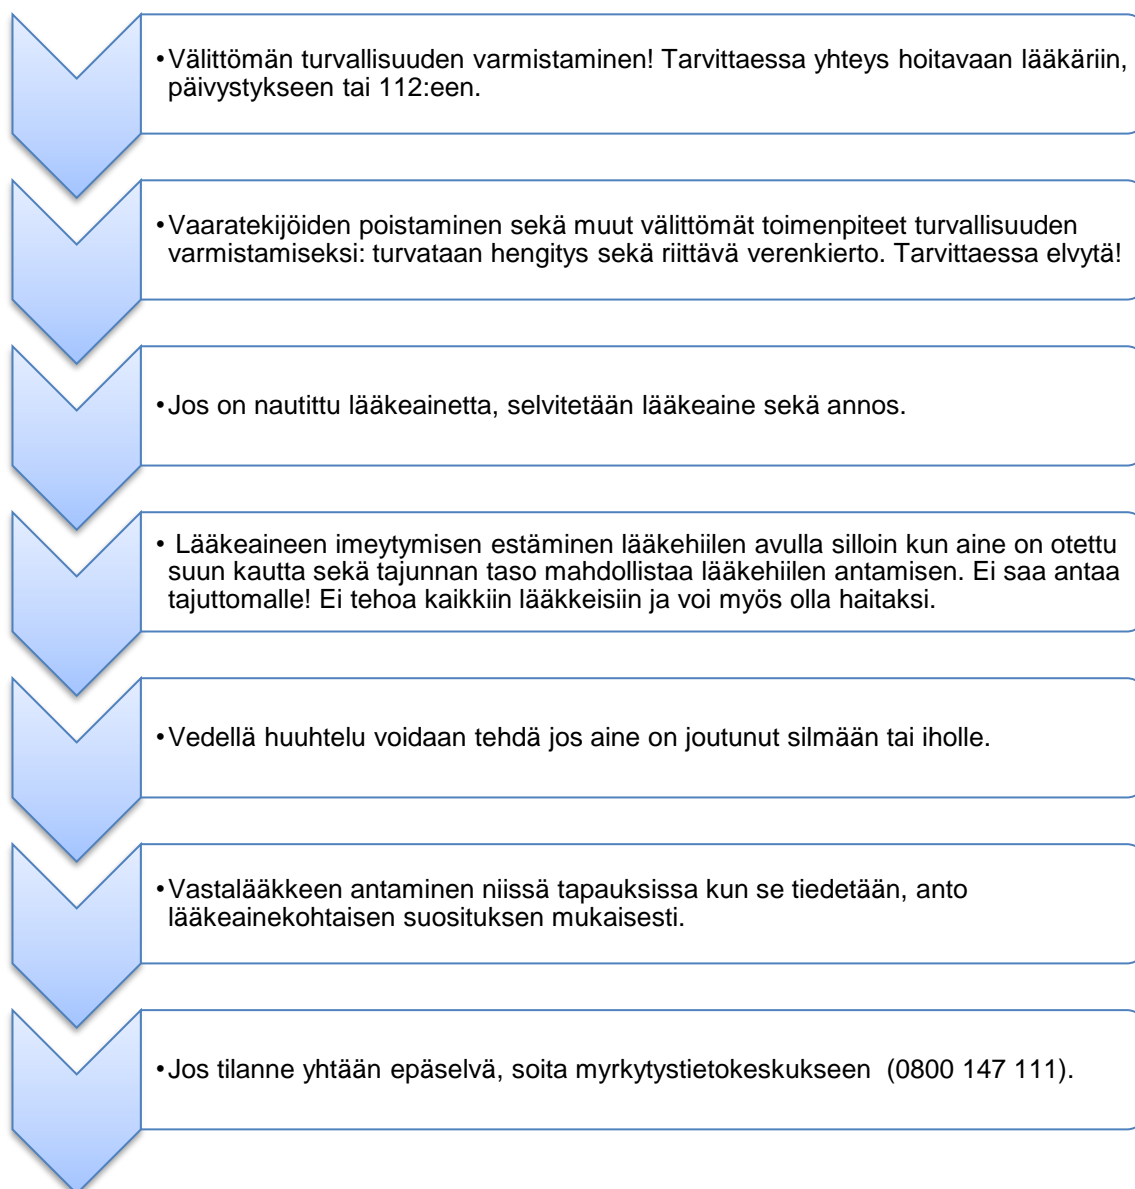 •Välittömän turvallisuuden varmistaminen! Tarvittaessa yhteys hoitavaan lääkäriin,
päivystykseen tai 112:een.
•Vaaratekijöiden poistaminen sekä muut välittömät toimenpiteet turvallisuuden
varmistamiseksi: turvataan hengitys sekä riittävä verenkierto. Tarvittaessa elvytä!
•Jos on nautittu lääkeainetta, selvitetään lääkeaine sekä annos.
• Lääkeaineen imeytymisen estäminen lääkehiilen avulla silloin kun aine on otettu
suun kautta sekä tajunnan taso mahdollistaa lääkehiilen antamisen. Ei saa antaa
tajuttomalle! Ei tehoa kaikkiin lääkkeisiin ja voi myös olla haitaksi.
•Vedellä huuhtelu voidaan tehdä jos aine on joutunut silmään tai iholle.
•Vastalääkkeen antaminen niissä tapauksissa kun se tiedetään, anto
lääkeainekohtaisen suosituksen mukaisesti.
•Jos tilanne yhtään epäselvä, soita myrkytystietokeskukseen  (0800 147 111).